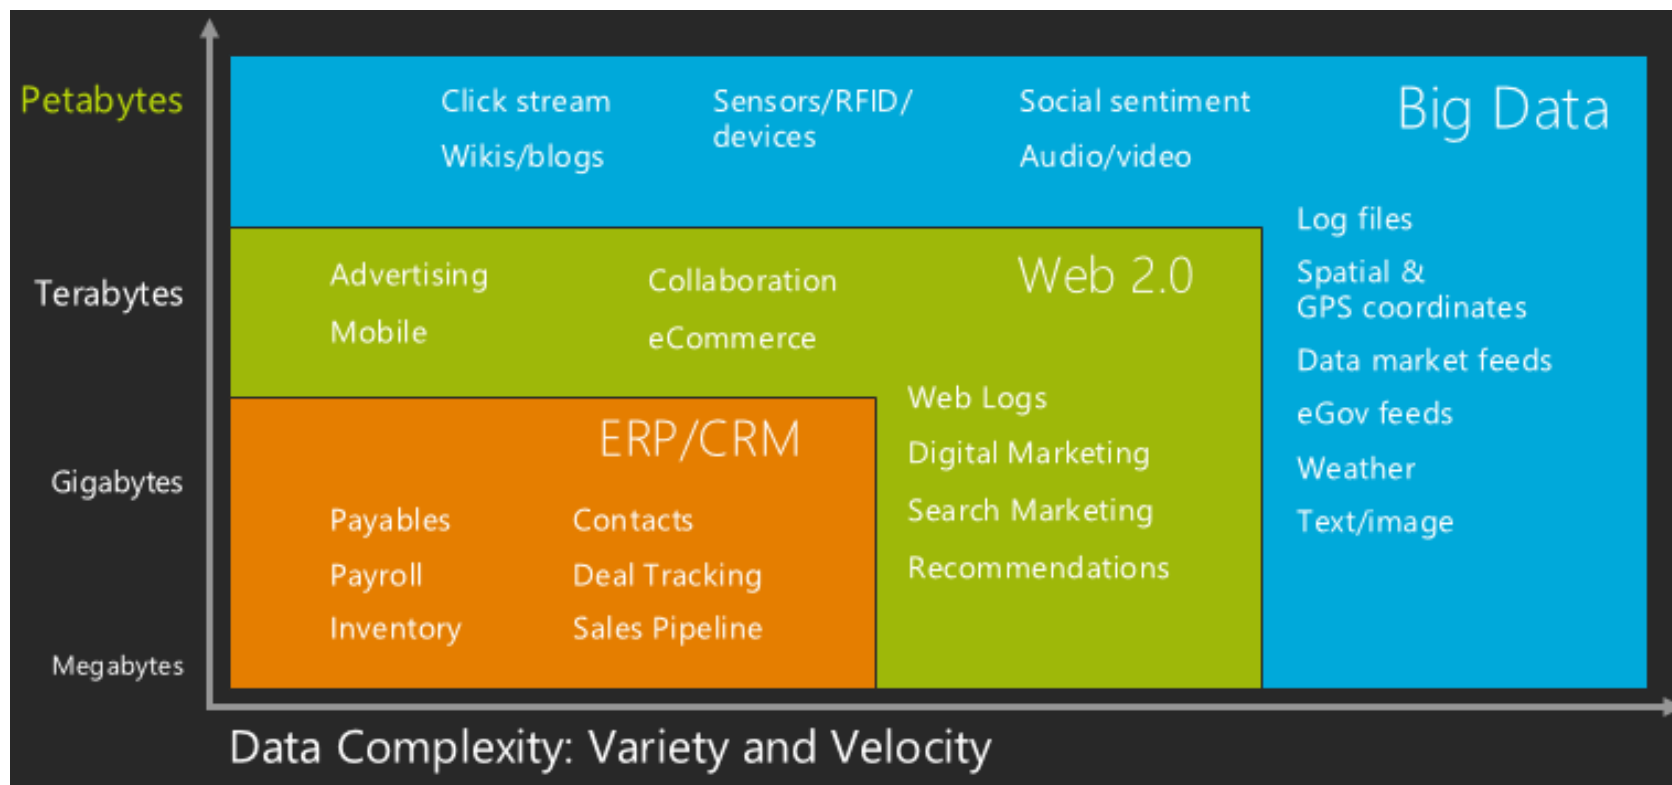 Petabytes
Terabytes
Gigabytes
Megabytes
Big Data
Click stream
Wikis/blogs
Sensors/RFID/
devices
Social sentiment
Audio/video
Log files
Spatial &
GPS coordinates
Data market feeds
eGov feeds
Weather
Text/image
Web 2.0
Advertising
Mobile
Collaboration
eCommerce
Web Logs
Digital Marketing
Search Marketing
Recommendations
ERP/CRM
Payables
Payroll
Inventory
Contacts
Deal Tracking
Sales Pipeline
Data Complexity: Variety and Velocity